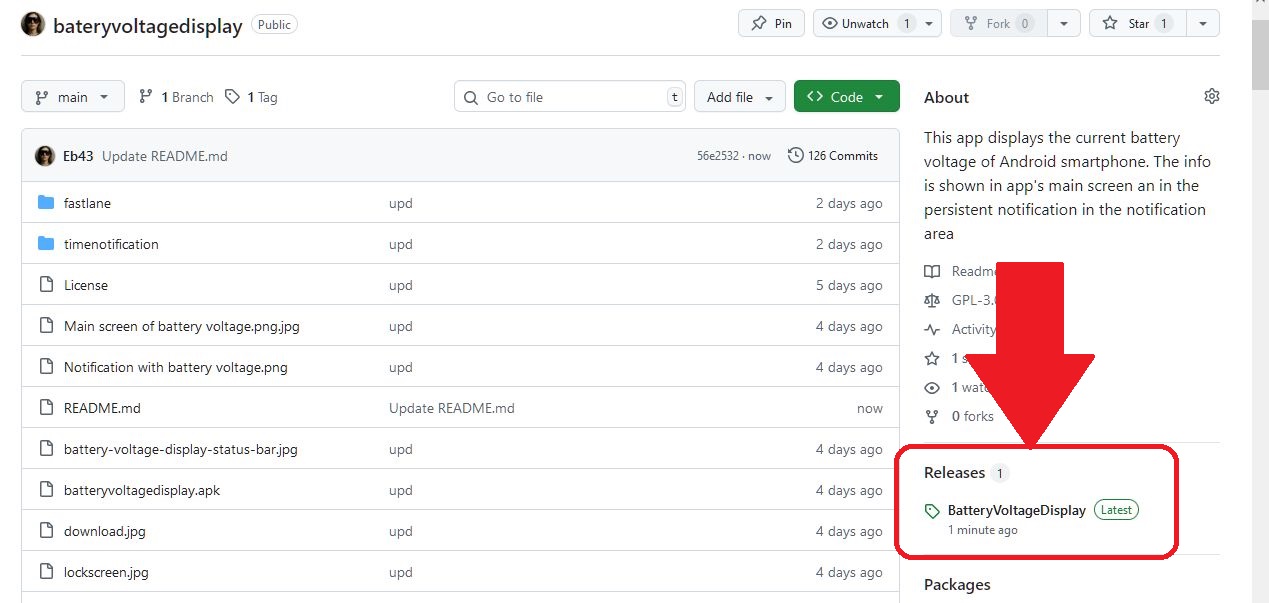 bateryvoltagedisplay Public
Pin Unwatch 1 Fork 0 Star 1
main 1 Branch 1 Tag Go to file t Add file Code
Eb43 Update README.md 56e2532 · now 126 Commits
fastlane upd 2 days ago
timenotification upd 2 days ago
License upd 5 days ago
Main screen of battery voltage.png.jpg upd 4 days ago
Notification with battery voltage.png upd 4 days ago
README.md Update README.md now
battery-voltage-display-status-bar.jpg upd 4 days ago
batteryvoltagedisplay.apk upd 4 days ago
download.jpg upd 4 days ago
lockscreen.jpg upd 4 days ago
About
This app displays the current battery
voltage of Android smartphone. The info
is shown in app's main screen an in the
persistent notification in the notification
area
Readm
GPL-3.
Activity
1
1 wat
0 forks
Releases 1
BatteryVoltageDisplay Latest
1 minute ago
Packages